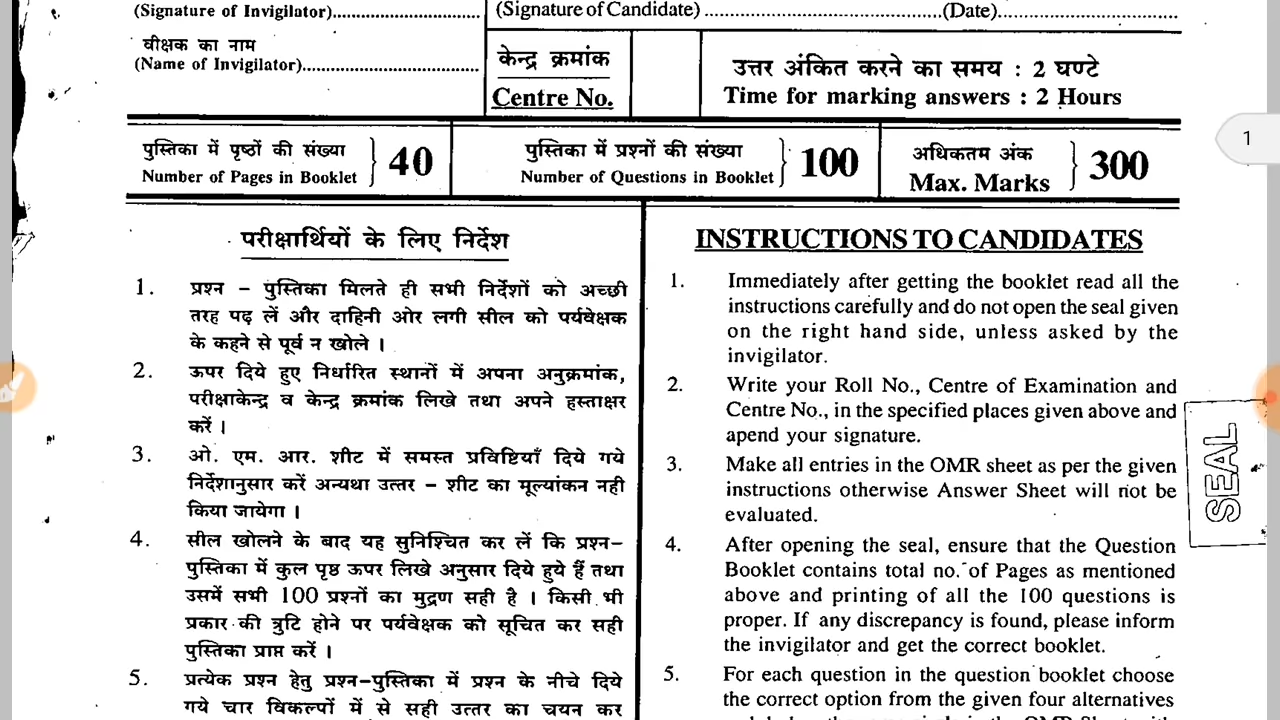 (Signature of Invigilator)........................................
(Signature of Candidate) ..........................................(Date)................................
वीक्षक का नाम
(Name of Invigilator)................................................
केन्द्र क्रमांक
Centre No.
उत्तर अंकित करने का समय : 2 घण्टे
Time for marking answers : 2 Hours
1
पुस्तिका में पृष्ठों की संख्या
Number of Pages in Booklet } 40
पुस्तिका में प्रश्नों की संख्या
Number of Questions in Booklet } 100
अधिकतम अंक
Max. Marks } 300
परीक्षार्थियों के लिए निर्देश
1. प्रश्न – पुस्तिका मिलते ही सभी निर्देशों को अच्छी
तरह पढ़ लें और दाहिनी ओर लगी सील को पर्यवेक्षक
के कहने से पूर्व न खोले ।
2. ऊपर दिये हुए निर्धारित स्थानों में अपना अनुक्रमांक,
परीक्षाकेन्द्र व केन्द्र क्रमांक लिखे तथा अपने हस्ताक्षर
करें ।
3. ओ. एम. आर. शीट में समस्त प्रविष्टियाँ दिये गये
निर्देशानुसार करें अन्यथा उत्तर – शीट का मूल्यांकन नही
किया जायेगा ।
4. सील खोलने के बाद यह सुनिश्चित कर लें कि प्रश्न–
पुस्तिका में कुल पृष्ठ ऊपर लिखे अनुसार दिये हुये हैं तथा
उसमें सभी 100 प्रश्नों का मुद्रण सही है । किसी भी
प्रकार की त्रुटि होने पर पर्यवेक्षक को सूचित कर सही
पुस्तिका प्राप्त करें ।
5. प्रत्येक प्रश्न हेतु प्रश्न–पुस्तिका में प्रश्न के नीचे दिये
गये चार विकल्पों में से सही उत्तर का चयन कर
INSTRUCTIONS TO CANDIDATES
1. Immediately after getting the booklet read all the
instructions carefully and do not open the seal given
on the right hand side, unless asked by the
invigilator.
2. Write your Roll No., Centre of Examination and
Centre No., in the specified places given above and
apend your signature.
3. Make all entries in the OMR sheet as per the given
instructions otherwise Answer Sheet will not be
evaluated.
4. After opening the seal, ensure that the Question
Booklet contains total no. of Pages as mentioned
above and printing of all the 100 questions is
proper. If any discrepancy is found, please inform
the invigilator and get the correct booklet.
5. For each question in the question booklet choose
the correct option from the given four alternatives
SEAL